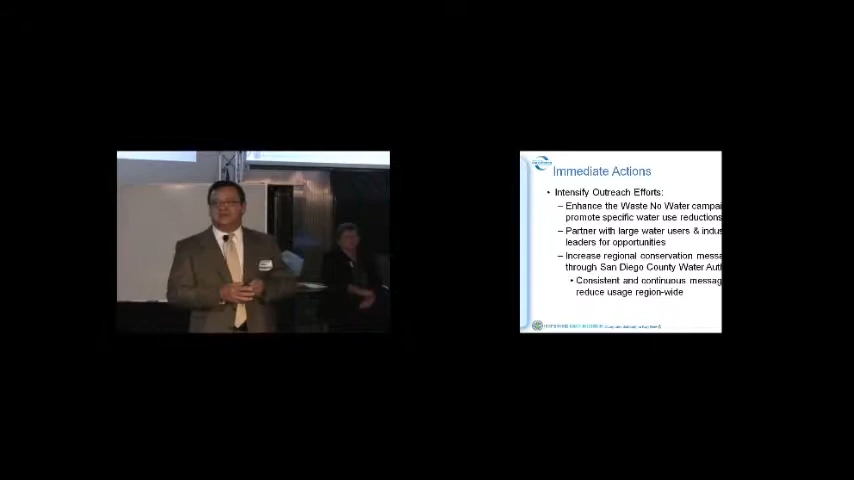 Immediate Actions
• Intensify Outreach Efforts:
– Enhance the Waste No Water campai
promote specific water use reductions
– Partner with large water users & indus
leaders for opportunities
– Increase regional conservation messa
through San Diego County Water Auth
• Consistent and continuous messag
reduce usage region-wide